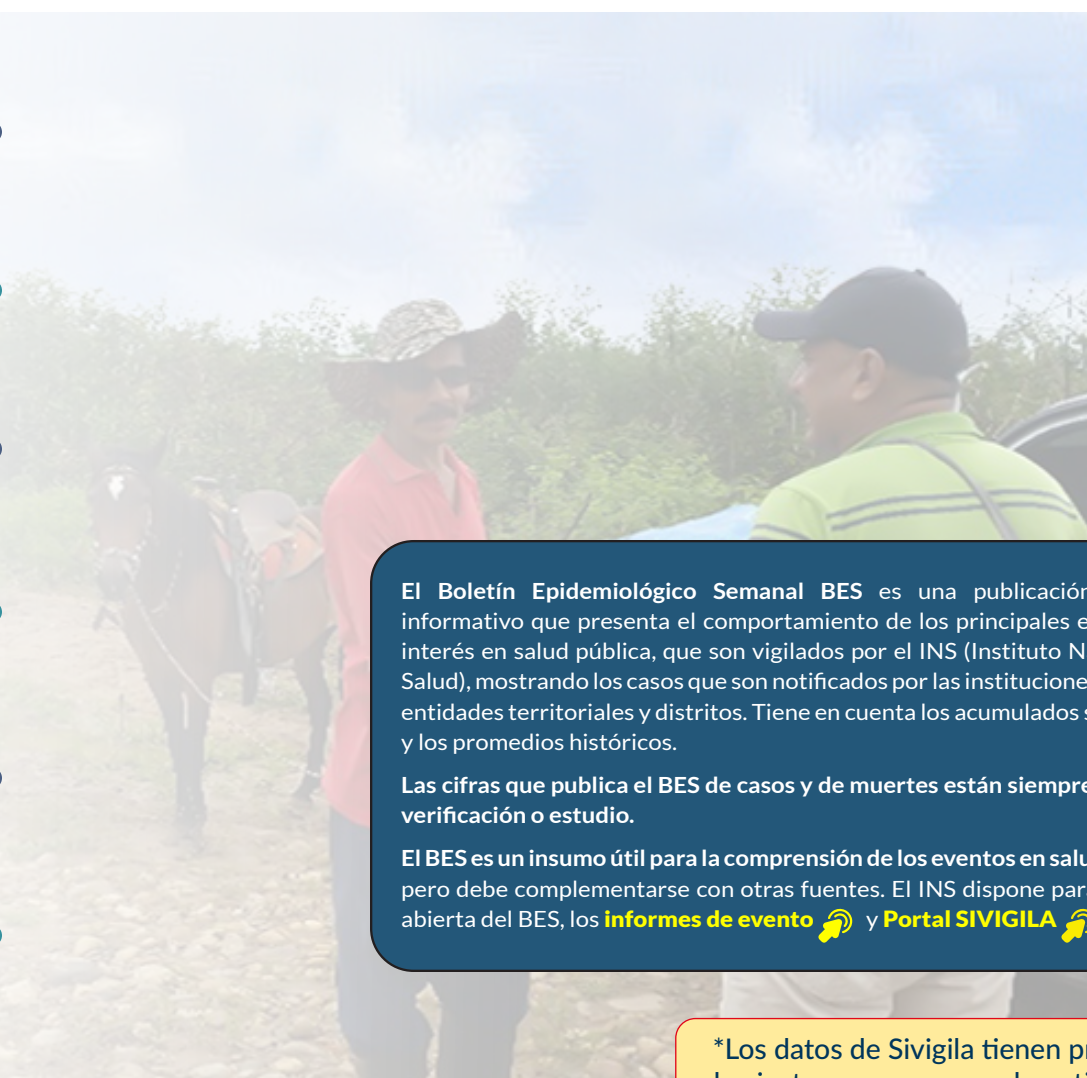 El Boletín Epidemiológico Semanal BES es una publicación
informativo que presenta el comportamiento de los principales
interés en salud pública, que son vigilados por el INS (Instituto
Salud), mostrando los casos que son notificados por las
entidades territoriales y distritos. Tiene en cuenta los acumulados
y los promedios históricos.
Las cifras que publica el BES de casos y de muertes están siempre
verificación o estudio.
El BES es un insumo útil para la comprensión de los eventos en
pero debe complementarse con otras fuentes. El INS dispone
abierta del BES, los informes de evento y Portal SIVIGILA
*Los datos de Sivigila tienen